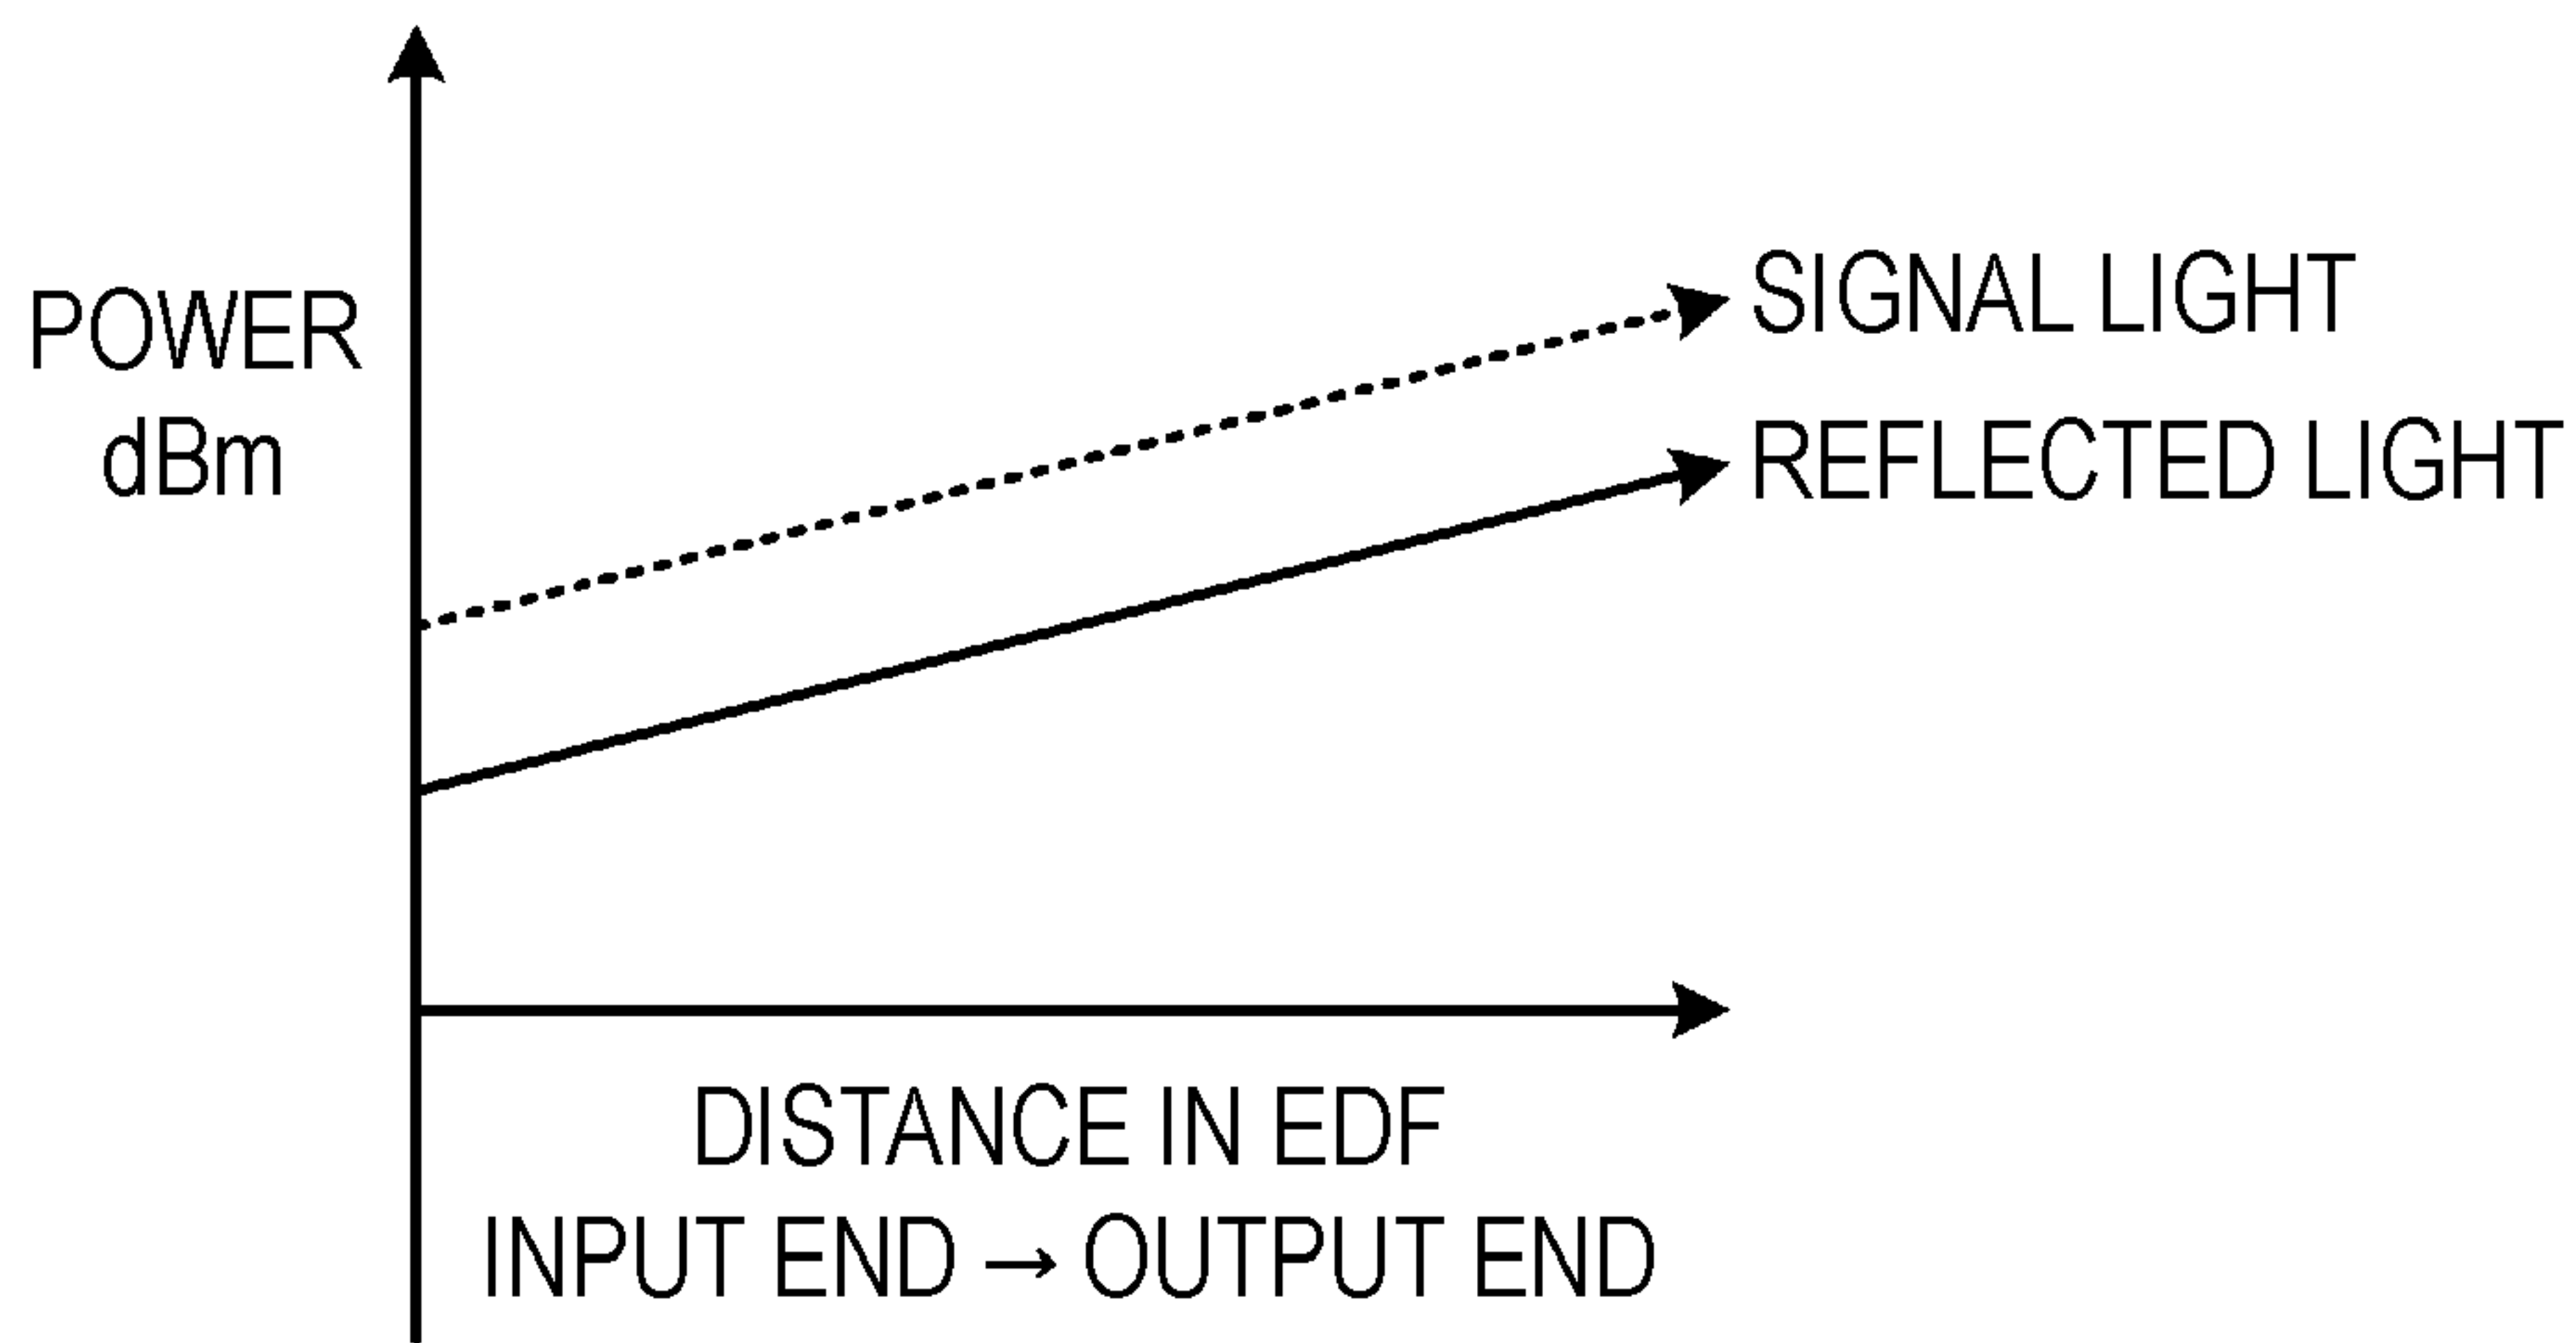 POWER
dBm
SIGNAL LIGHT
REFLECTED LIGHT
DISTANCE IN EDF
INPUT END → OUTPUT END